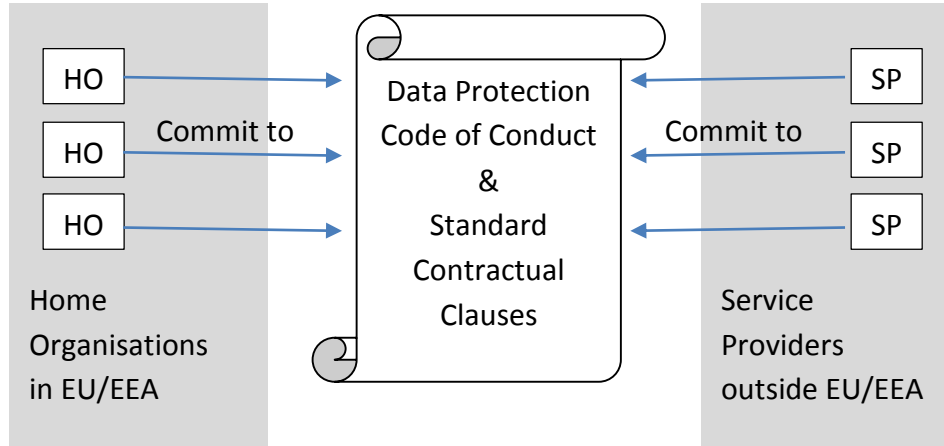 HO
HO
HO
Commit to
Home
Organisations
in EU/EEA
Data Protection
Code of Conduct
&
Standard
Contractual
Clauses
SP
SP
SP
Commit to
Service
Providers
outside EU/EEA